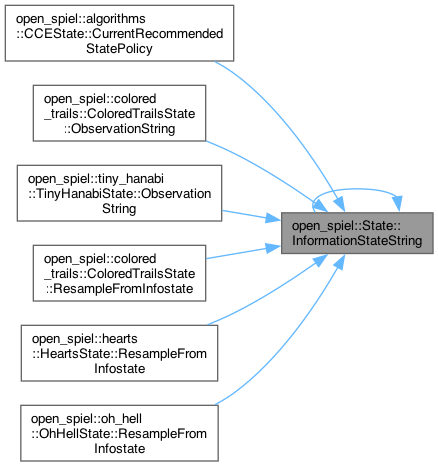 open_spiel::algorithms
::CCEState::CurrentRecommended
StatePolicy
open_spiel::colored
_trails::ColoredTrailsState
::ObservationString
open_spiel::tiny_hanabi
::TinyHanabiState::Observation
String
open_spiel::State::
InformationStateString
open_spiel::colored
_trails::ColoredTrailsState
::ResampleFromInfostate
open_spiel::hearts
::HeartsState::ResampleFrom
Infostate
open_spiel::oh_hell
::OhHellState::ResampleFrom
Infostate